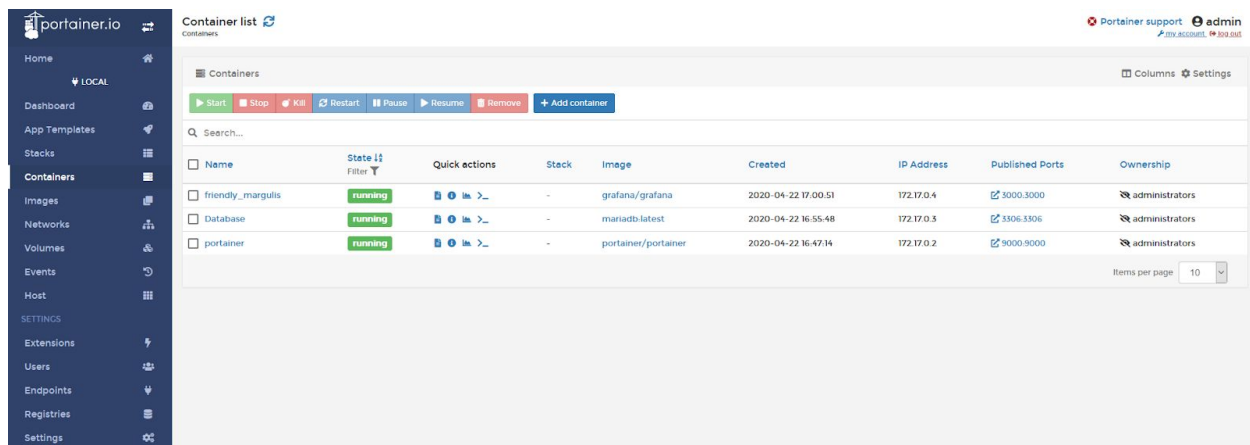 portainer.io
Container list
Containers
Portainer support admin
my account log out
Home
LOCAL
Dashboard
App Templates
Stacks
Containers
Images
Networks
Volumes
Events
Host
SETTINGS
Extensions
Users
Endpoints
Registries
Settings
Containers
Columns Settings
Start Stop Kill Restart Pause Resume Remove + Add container
Search...
Name State Filter Quick actions Stack Image Created IP Address Published Ports Ownership
friendly_margulis running - grafana/grafana 2020-04-22 17:00:51 172.17.0.4 3000:3000 administrators
Database running - mariadb:latest 2020-04-22 16:55:48 172.17.0.3 3306:3306 administrators
portainer running - portainer/portainer 2020-04-22 16:47:14 172.17.0.2 9000:9000 administrators
Items per page 10